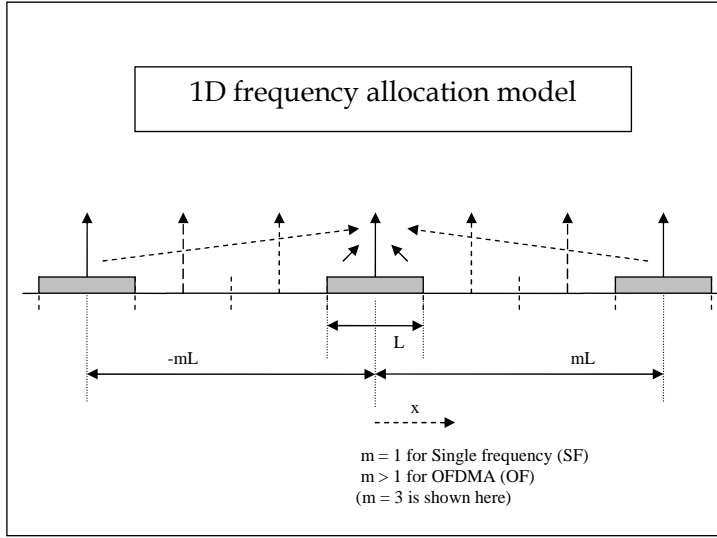 1D frequency allocation model
L
-mL
mL
x
m = 1 for Single frequency (SF)
m > 1 for OFDMA (OF)
(m = 3 is shown here)